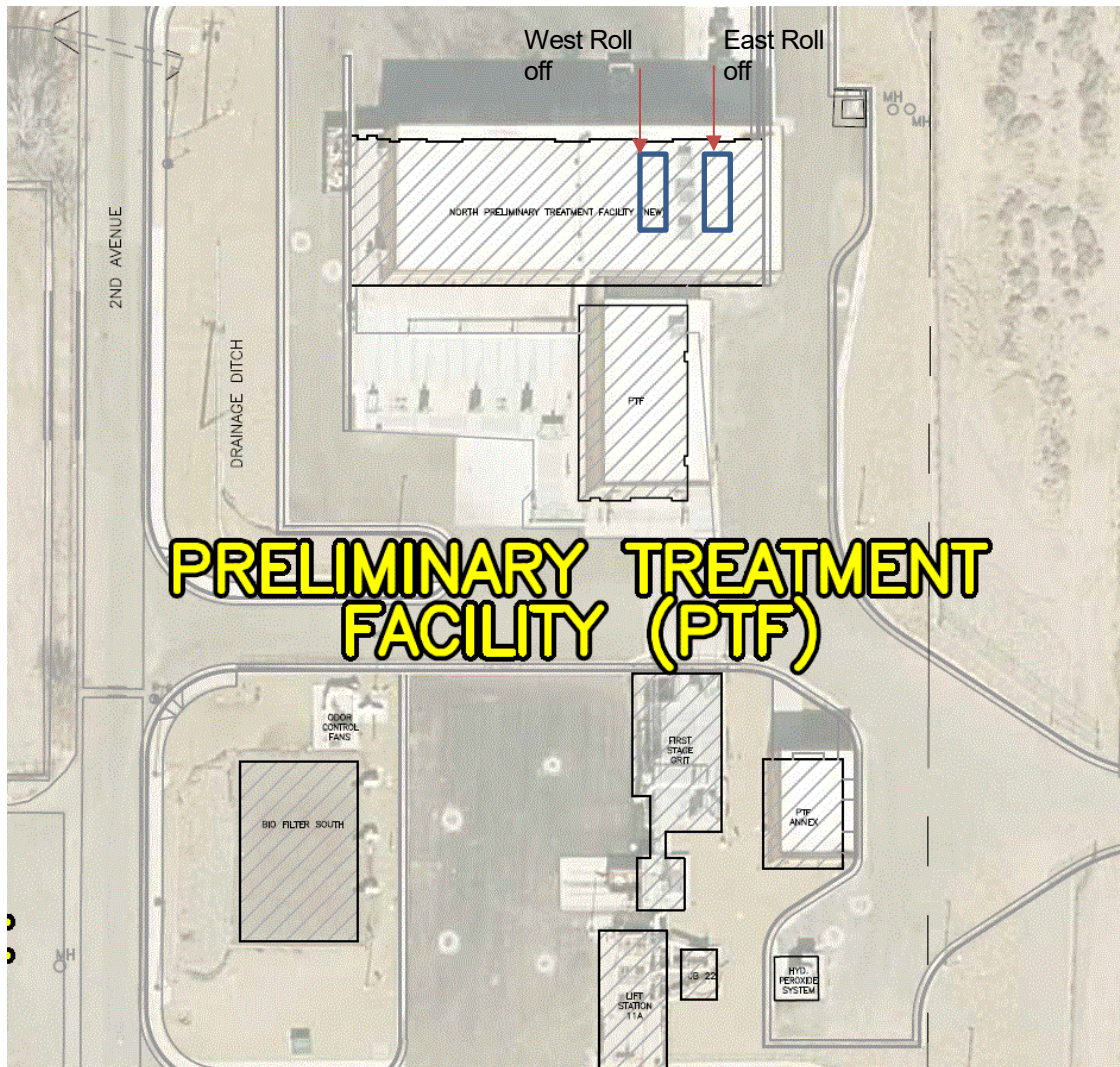 West Roll
off
East Roll
off
MH
MH
2ND AVENUE
NORTH PRELIMINARY TREATMENT FACILITY (NEW)
DRAINAGE DITCH
PTF
PRELIMINARY TREATMENT
FACILITY (PTF)
ODOR
CONTROL
FANS
FIRST
STAGE
GRIT
BIO FILTER SOUTH
PTF
ANNEX
MH
JB 22
HYD.
PEROXIDE
SYSTEM
LIFT
STATION
11A